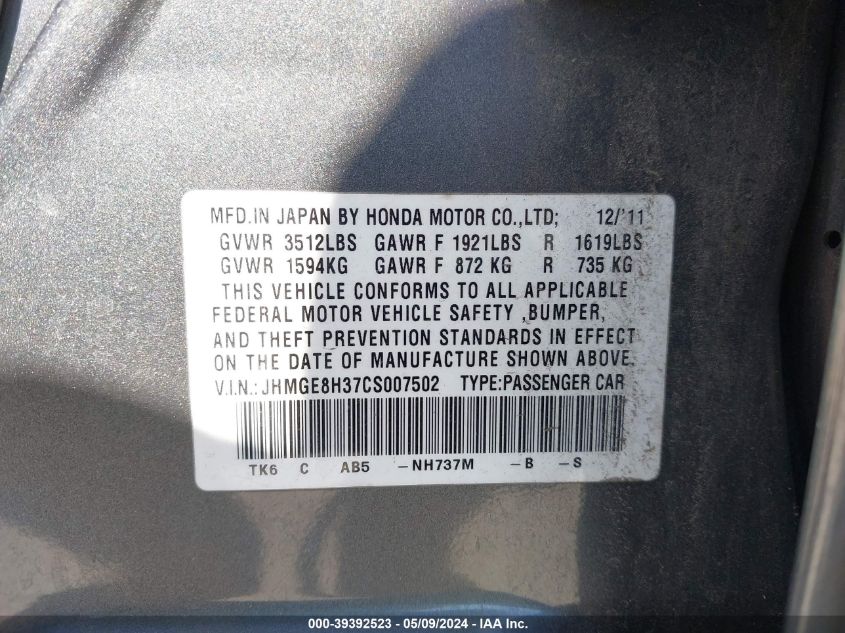 MFD.IN JAPAN BY HONDA MOTOR CO.,LTD; 12/'11
GVWR 3512LBS GAWR F 1921LBS R 1619LBS
GVWR 1594KG GAWR F 872 KG R 735 KG
THIS VEHICLE CONFORMS TO ALL APPLICABLE
FEDERAL MOTOR VEHICLE SAFETY ,BUMPER,
AND THEFT PREVENTION STANDARDS IN EFFECT
ON THE DATE OF MANUFACTURE SHOWN ABOVE.
V.I.N.: JHMGE8H37CS007502 TYPE:PASSENGER CAR
TK6 C AB5 -NH737M -B -S
000-39392523 - 05/09/2024 - IAA Inc.